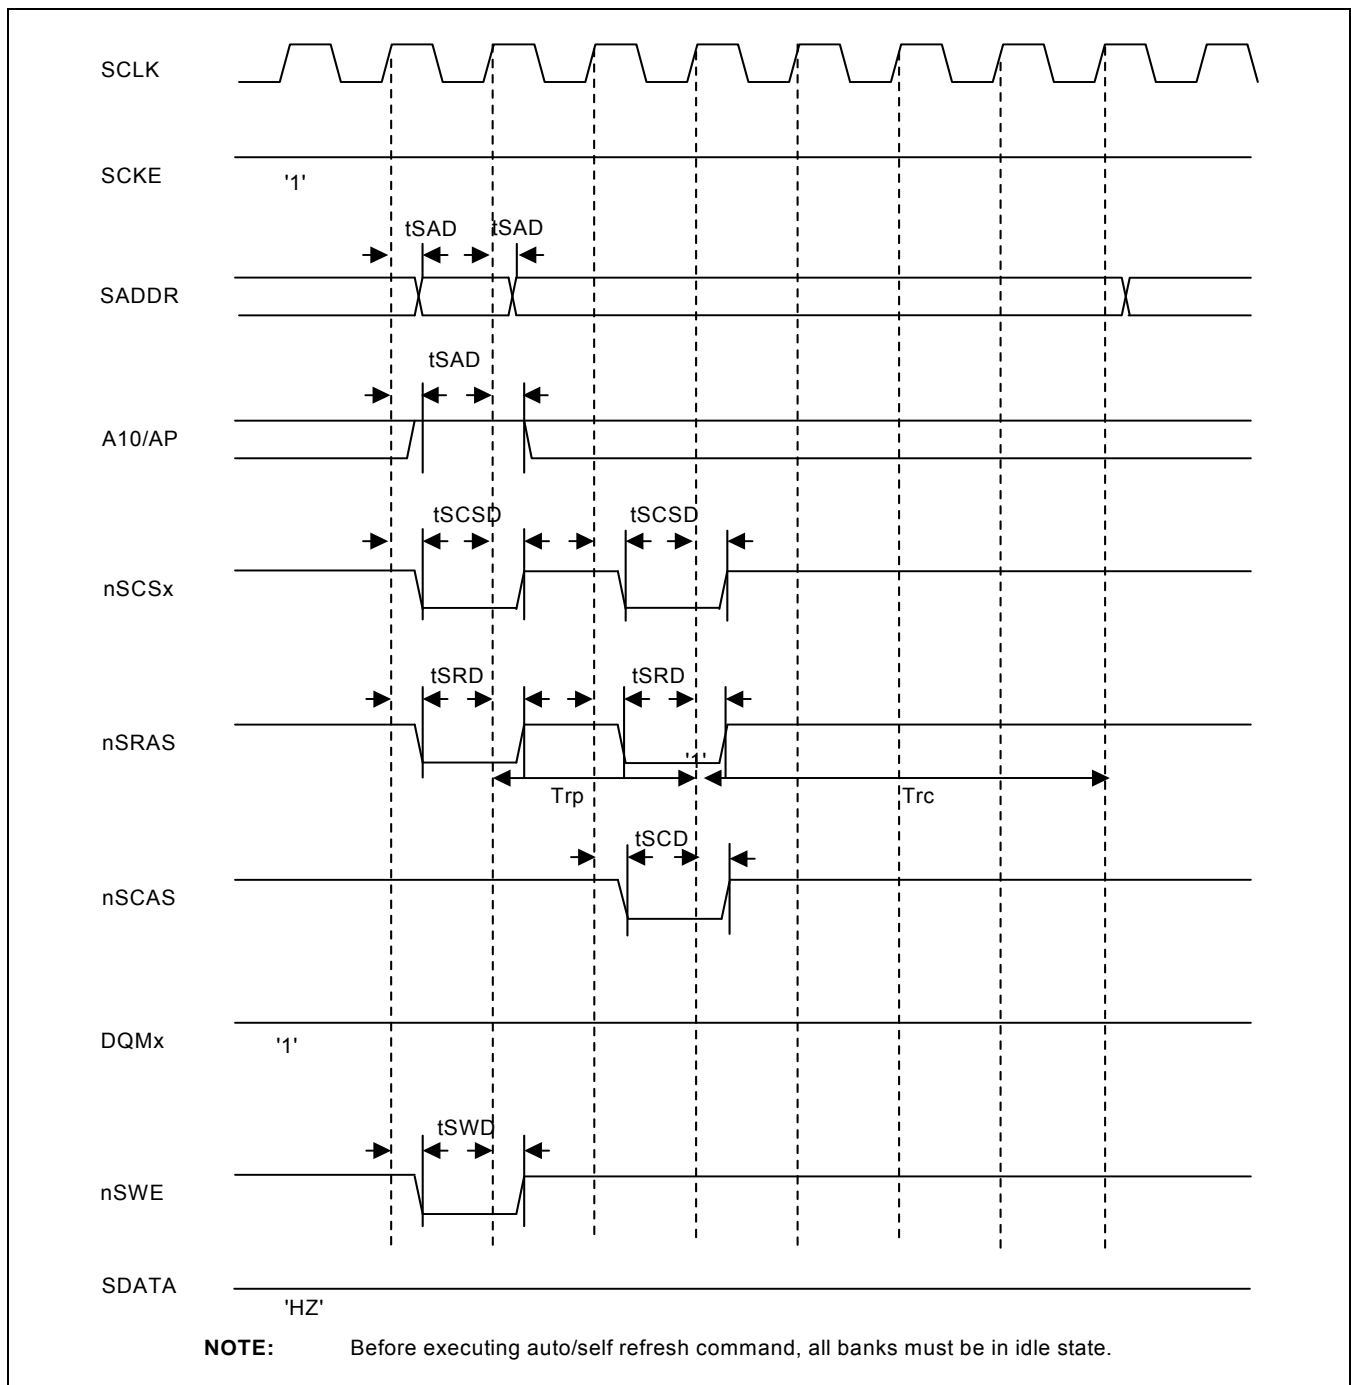 SCLK
SCKE
'1'
tSAD tSAD
SADDR
tSAD
A10/AP
tSCSD tSCSD
nSCSx
tSRD tSRD
nSRAS
'1'
Trp Trc
tSCD
nSCAS
DQMx
'1'
tSWD
nSWE
SDATA
'HZ'
NOTE: Before executing auto/self refresh command, all banks must be in idle state.